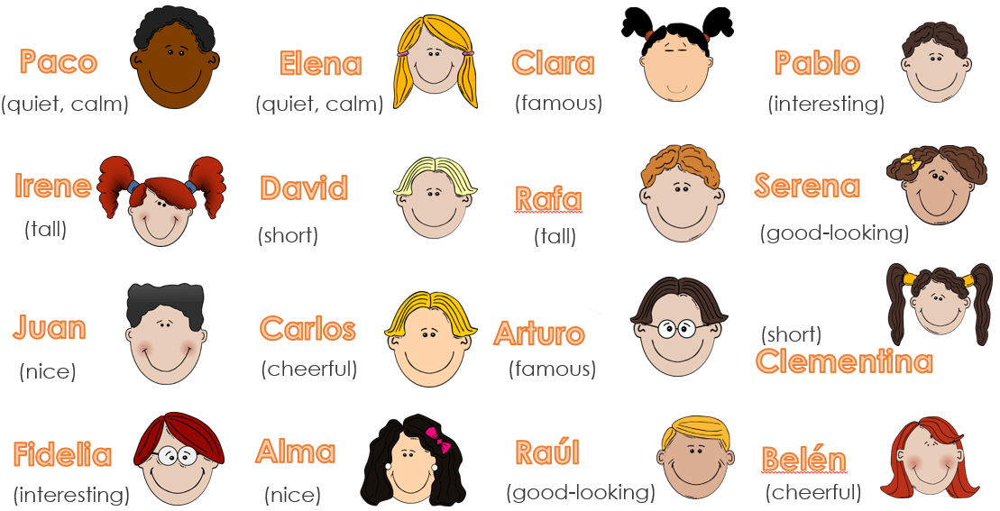 Paco
(quiet, calm)
Elena
(quiet, calm)
Clara
(famous)
Pablo
(interesting)
Irene
(tall)
David
(short)
Rafa
(tall)
Serena
(good-looking)
Juan
(nice)
Carlos
(cheerful)
Arturo
(famous)
(short)
Clementina
Fidelia
(interesting)
Alma
(nice)
Raúl
(good-looking)
Belén
(cheerful)